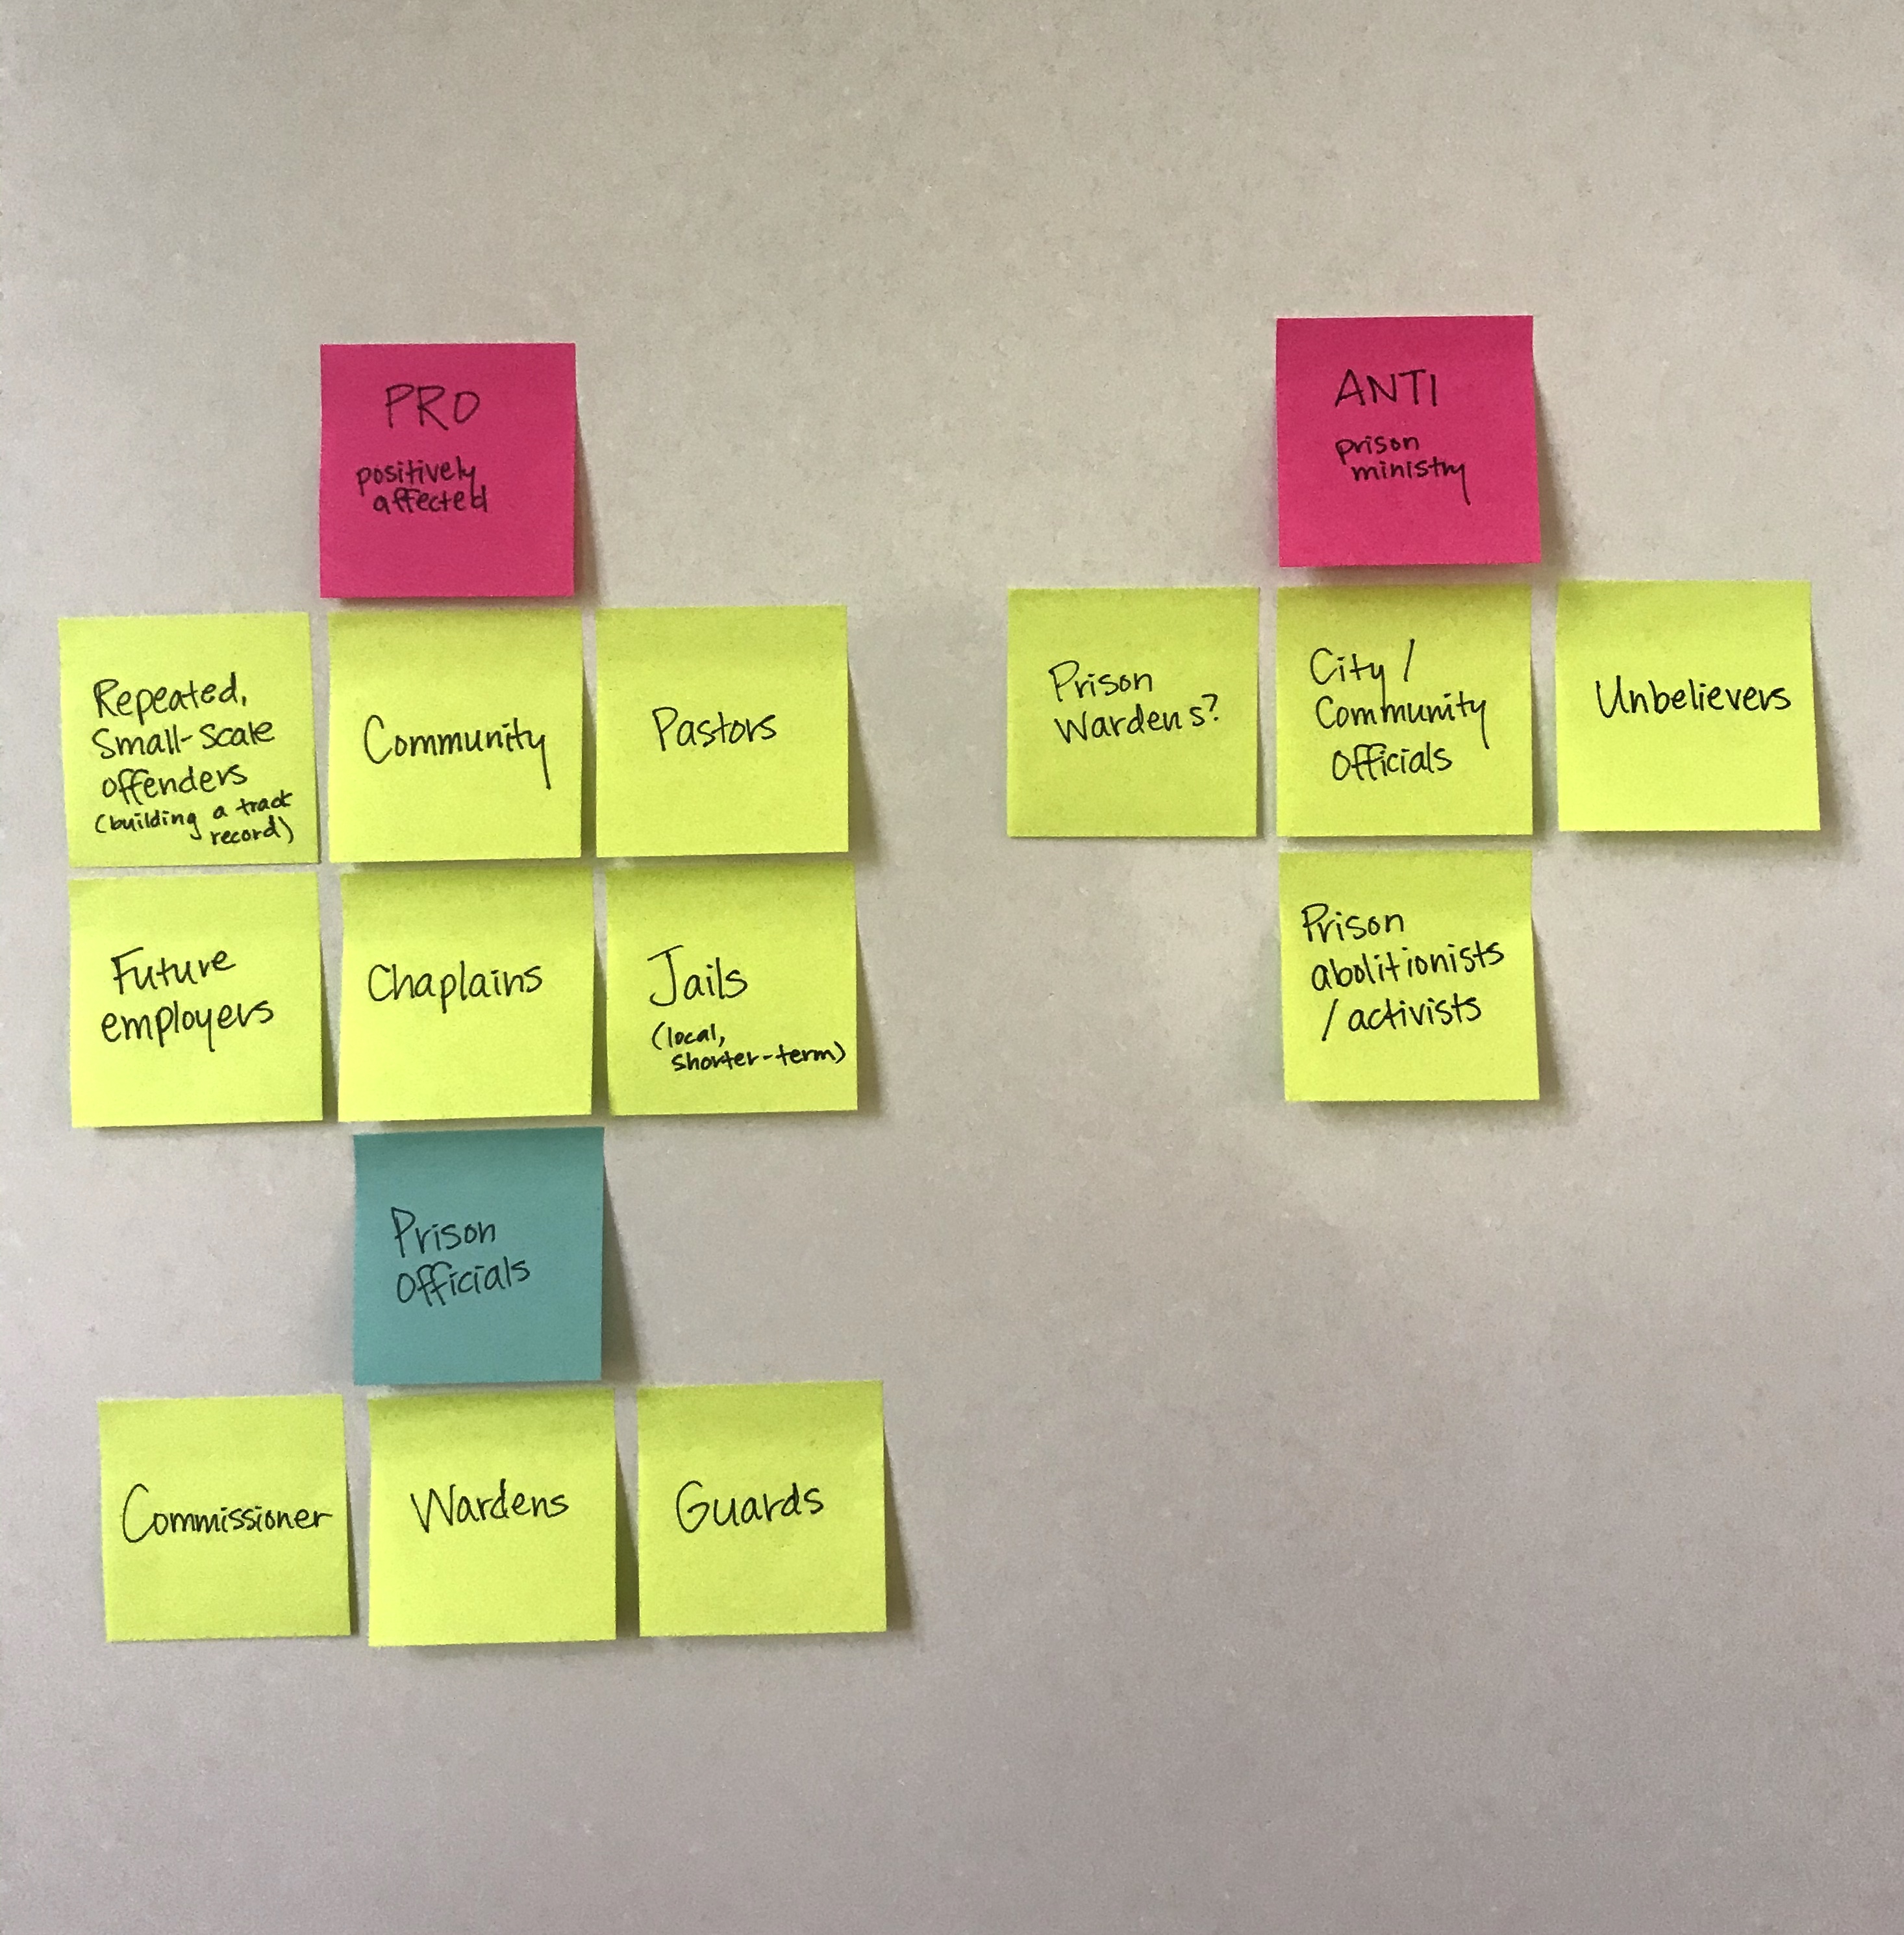 PRO
positively
affected
Repeated,
Small-Scale
offenders
(building a track
record)
Community
Pastors
Future
employers
Chaplains
Jails
(local,
shorter-term)
Prison
Officials
Commissioner
Wardens
Guards
ANTI
prison
ministry
Prison
Wardens?
City /
Community
Officials
Unbelievers
Prison
abolitionists
/ activists